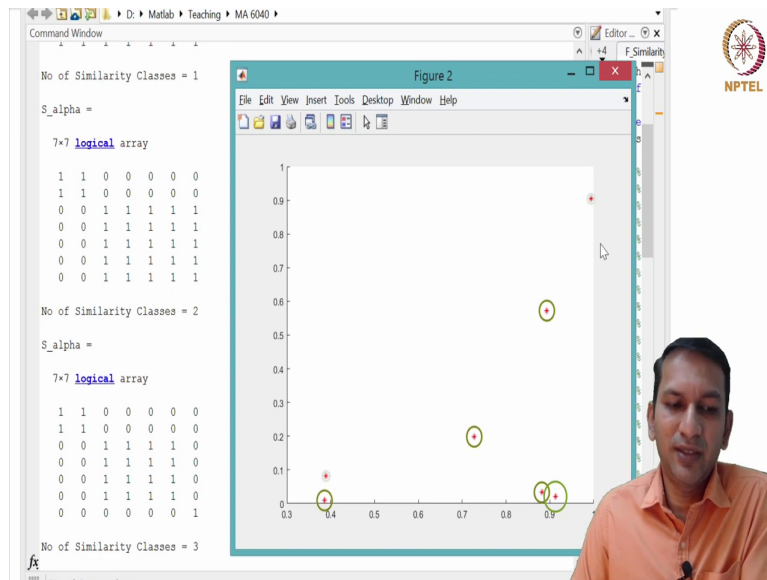 D: ▸ Matlab ▸ Teaching ▸ MA 6040 ▸
Command Window
Editor ...
+4 F_Similarity
1 1 1 1 1 1 1
No of Similarity Classes = 1
S_alpha =
7×7 logical array
1 1 0 0 0 0 0
1 1 0 0 0 0 0
0 0 1 1 1 1 1
0 0 1 1 1 1 1
0 0 1 1 1 1 1
0 0 1 1 1 1 1
0 0 1 1 1 1 1
No of Similarity Classes = 2
S_alpha =
7×7 logical array
1 1 0 0 0 0 0
1 1 0 0 0 0 0
0 0 1 1 1 1 0
0 0 1 1 1 1 0
0 0 1 1 1 1 0
0 0 1 1 1 1 0
0 0 0 0 0 0 1
No of Similarity Classes = 3
fx
Figure 2
File Edit View Insert Tools Desktop Window Help
1
0.9
0.8
0.7
0.6
0.5
0.4
0.3
0.2
0.1
0
0.3 0.4 0.5 0.6 0.7 0.8 0.9 1
NPTEL